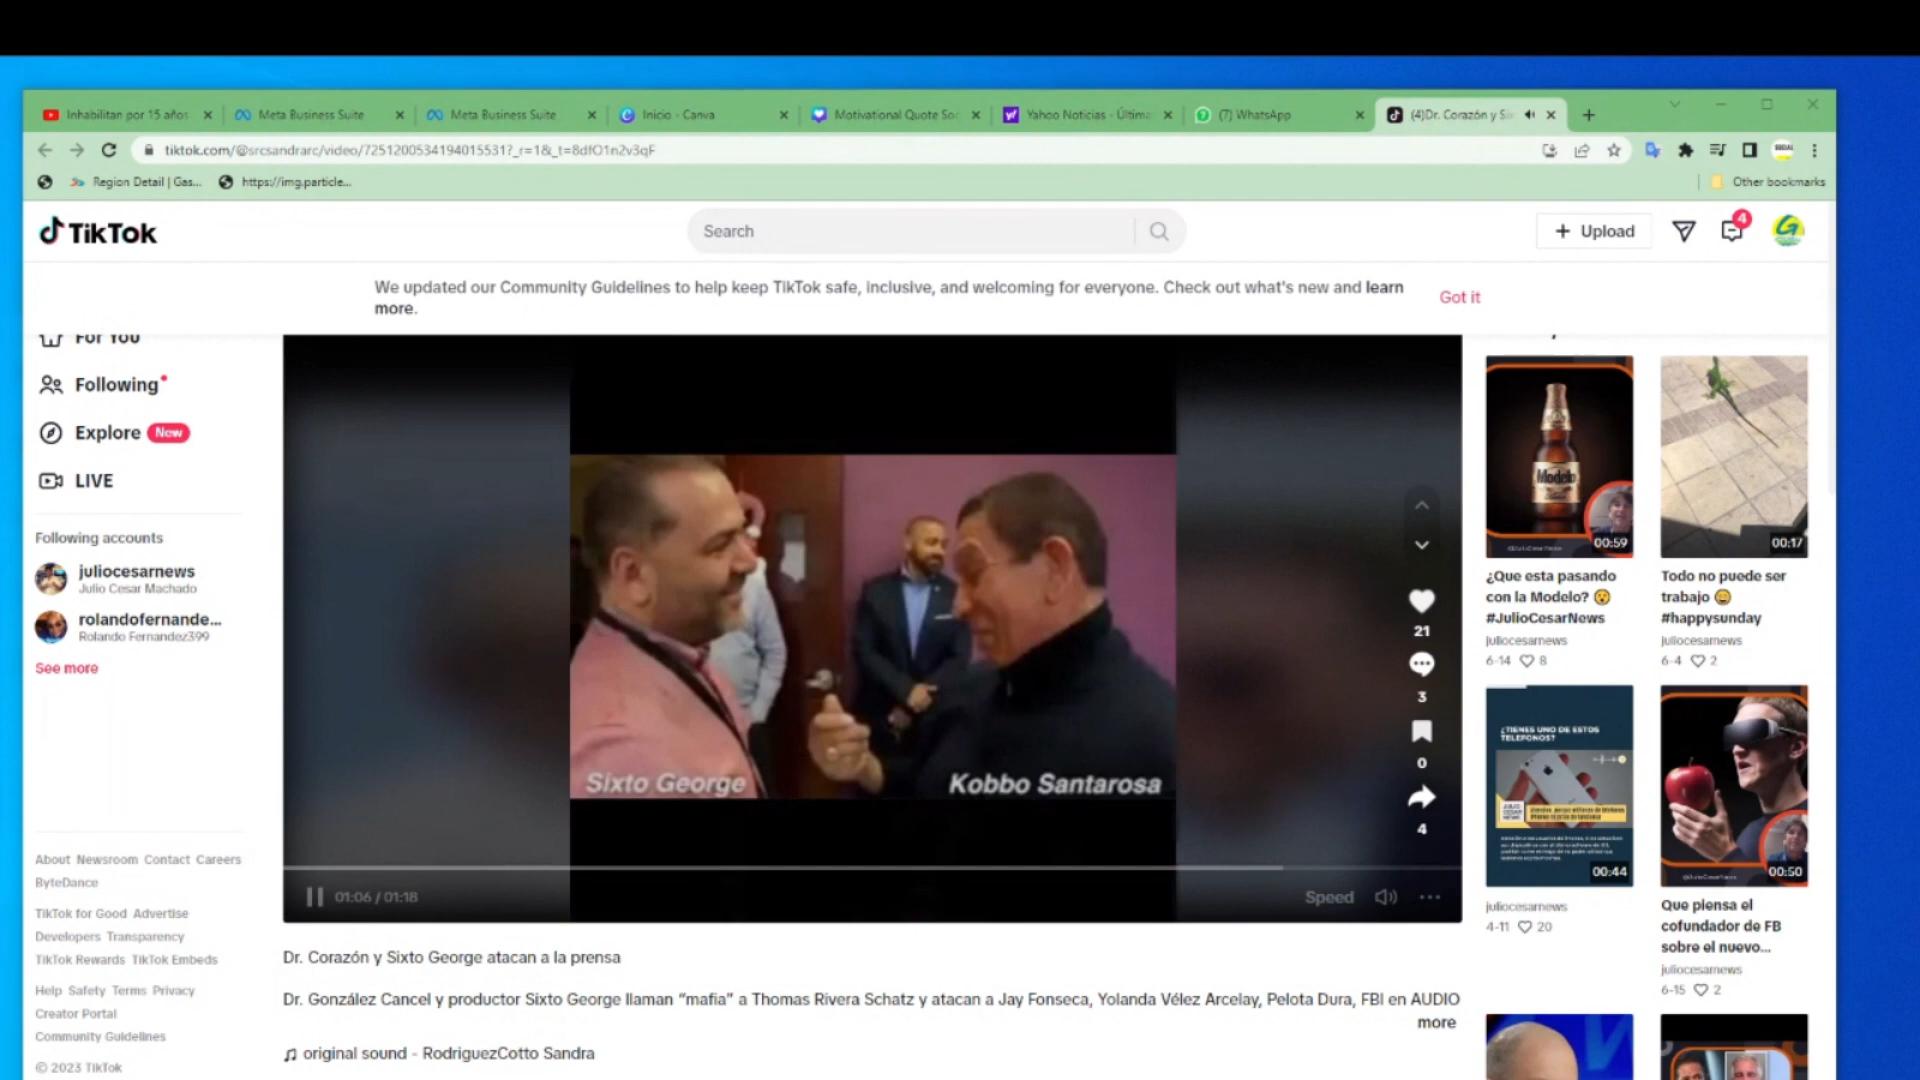 Inhabilitan por 15 años
Meta Business Suite
Meta Business Suite
Inicio - Canva
Motivational Quote Soc
Yahoo Noticias - Última
(7) WhatsApp
(4)Dr. Corazón y Six
tiktok.com/@srcsandrarc/video/7251200534194015531?_r=1&_t=8dfO1n2v3qF
Region Detail | Gas...
https://img.particle...
Other bookmarks
TikTok
Search
Upload
4
We updated our Community Guidelines to help keep TikTok safe, inclusive, and welcoming for everyone. Check out what's new and learn
more.
Got it
For You
Following
Explore New
LIVE
Following accounts
juliocesarnews
Julio Cesar Machado
rolandofernande...
Rolando Fernandez399
See more
About Newsroom Contact Careers
ByteDance
TikTok for Good Advertise
Developers Transparency
TikTok Rewards TikTok Embeds
Help Safety Terms Privacy
Creator Portal
Community Guidelines
© 2023 TikTok
Sixto George
Kobbo Santarosa
21
3
0
4
01:06 / 01:18
Speed
Dr. Corazón y Sixto George atacan a la prensa
Dr. González Cancel y productor Sixto George llaman “mafia” a Thomas Rivera Schatz y atacan a Jay Fonseca, Yolanda Vélez Arcelay, Pelota Dura, FBI en AUDIO
more
original sound - RodriguezCotto Sandra
Modelo
00:59
¿Que esta pasando
con la Modelo? 😮
#JulioCesarNews
juliocesarnews
6-14 8
00:17
Todo no puede ser
trabajo 😄
#happysunday
juliocesarnews
6-4 2
¿TIENES UNO DE ESTOS
TELEFONOS?
00:44
juliocesarnews
4-11 20
00:50
Que piensa el
cofundador de FB
sobre el nuevo...
juliocesarnews
6-15 2